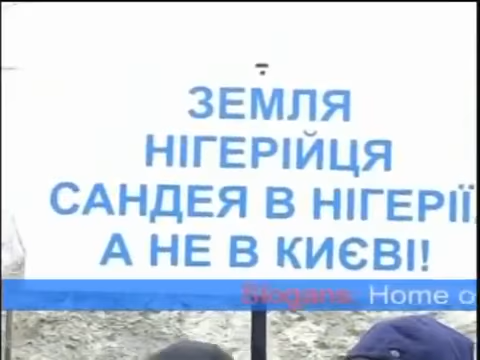 ЗЕМЛЯ
НІГЕРІЙЦЯ
САНДЕЯ В НІГЕРІЇ,
А НЕ В КИЄВІ!
Slogans: Home o